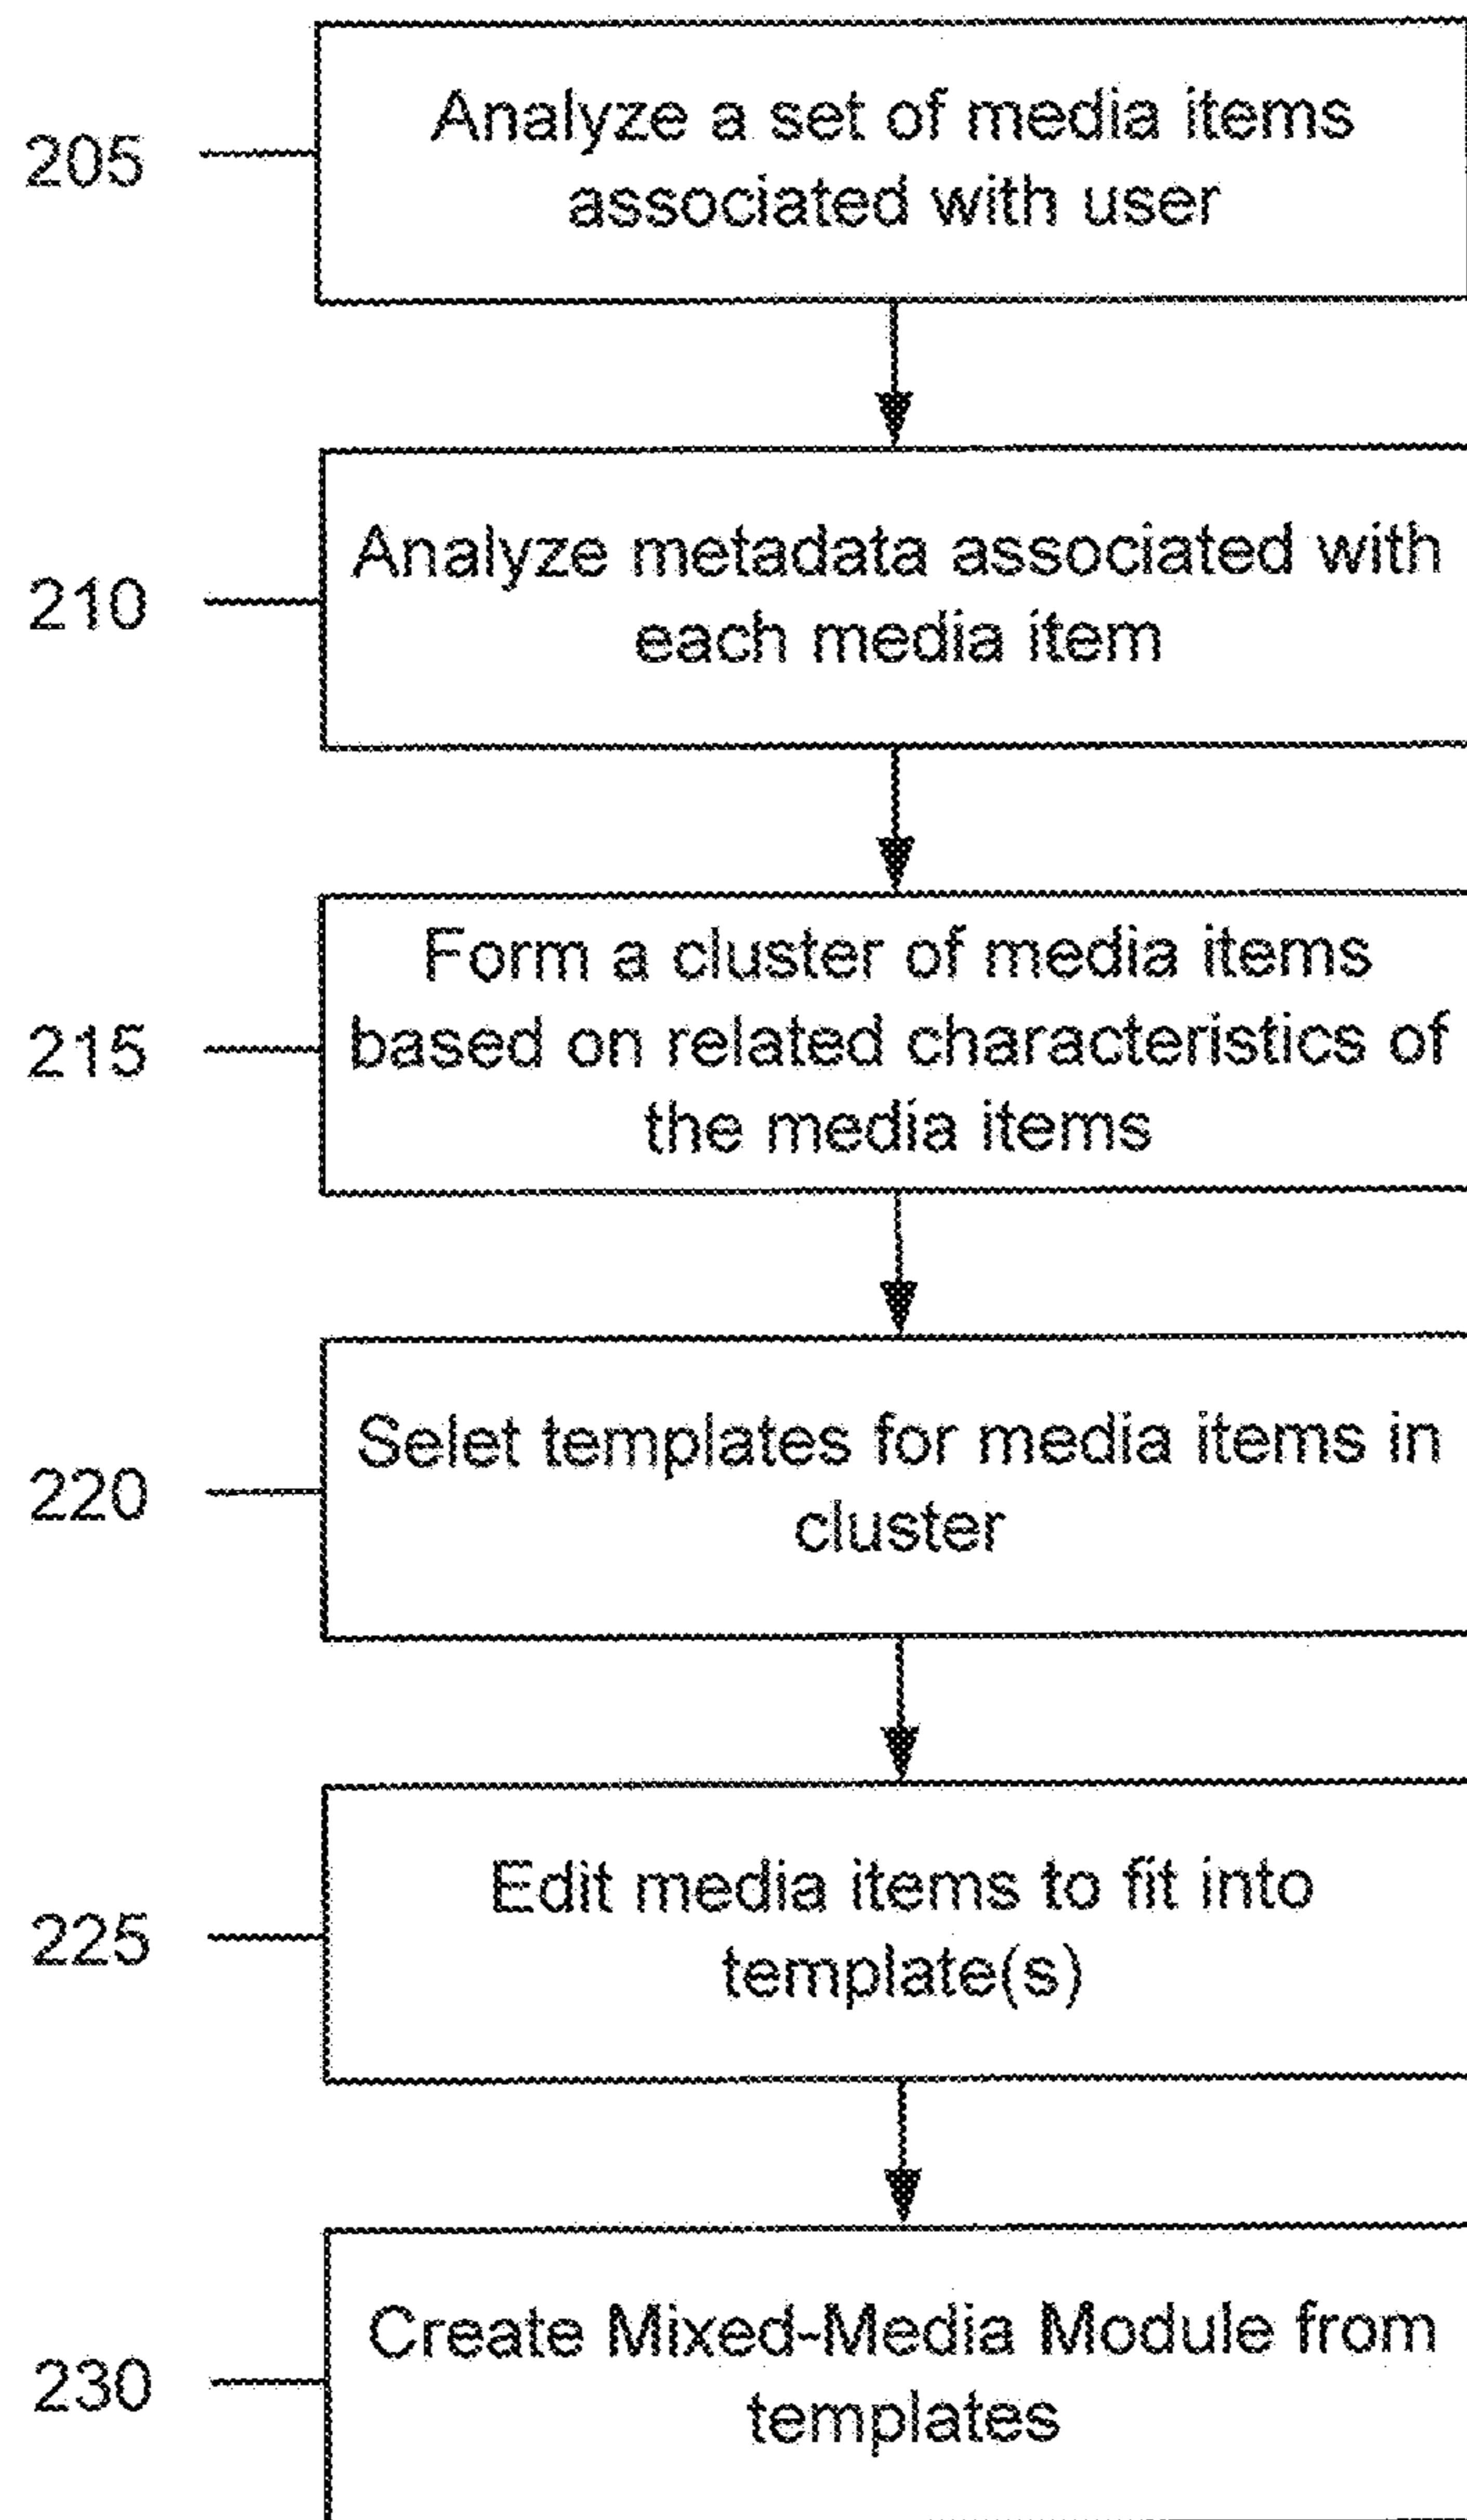 205
Analyze a set of media items
associated with user
210
Analyze metadata associated with
each media item
215
Form a cluster of media items
based on related characteristics of
the media items
220
Selet templates for media items in
cluster
225
Edit media items to fit into
template(s)
230
Create Mixed-Media Module from
templates